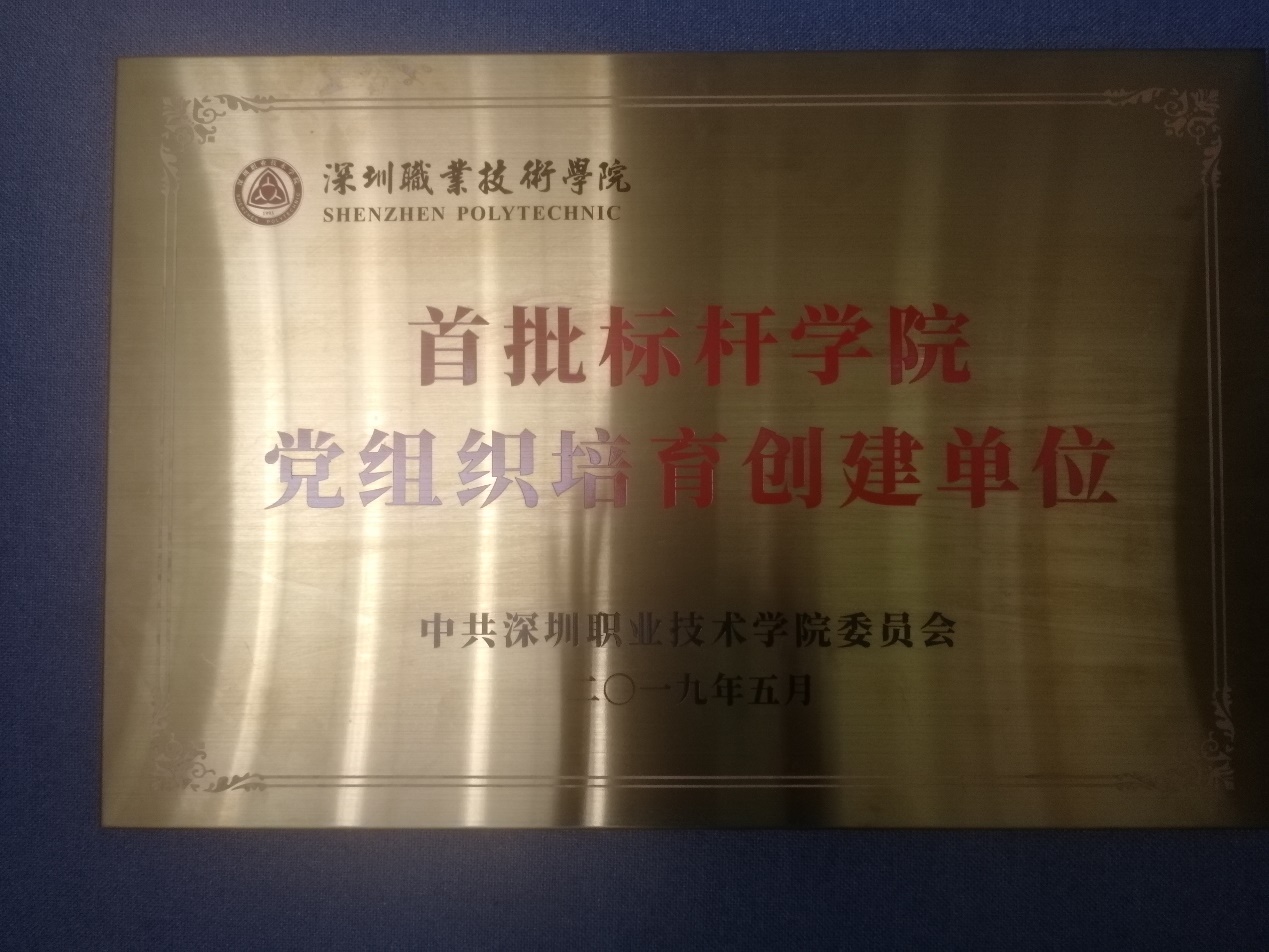 深圳職業技術學院
SHENZHEN POLYTECHNIC
首批标杆学院
党组织培育创建单位
中共深圳职业技术学院委员会
二〇一九年五月